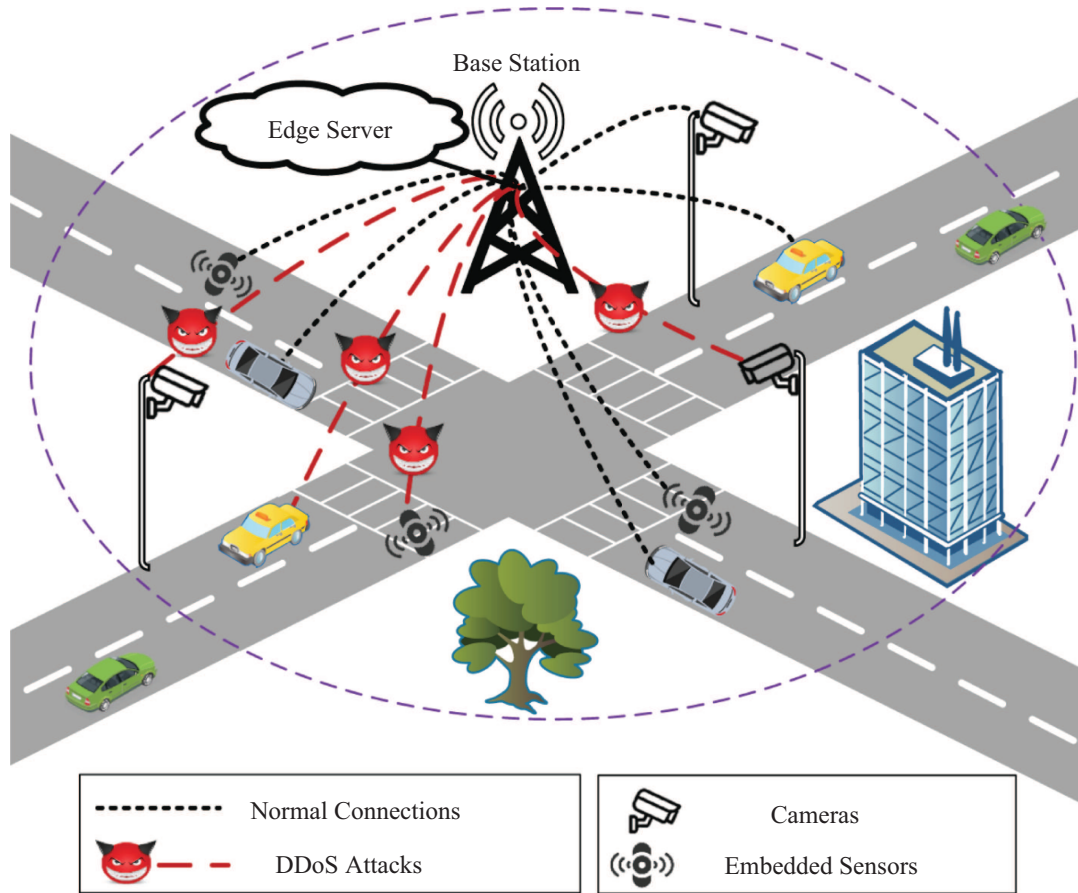 Base Station
Edge Server
Normal Connections
DDoS Attacks
Cameras
Embedded Sensors